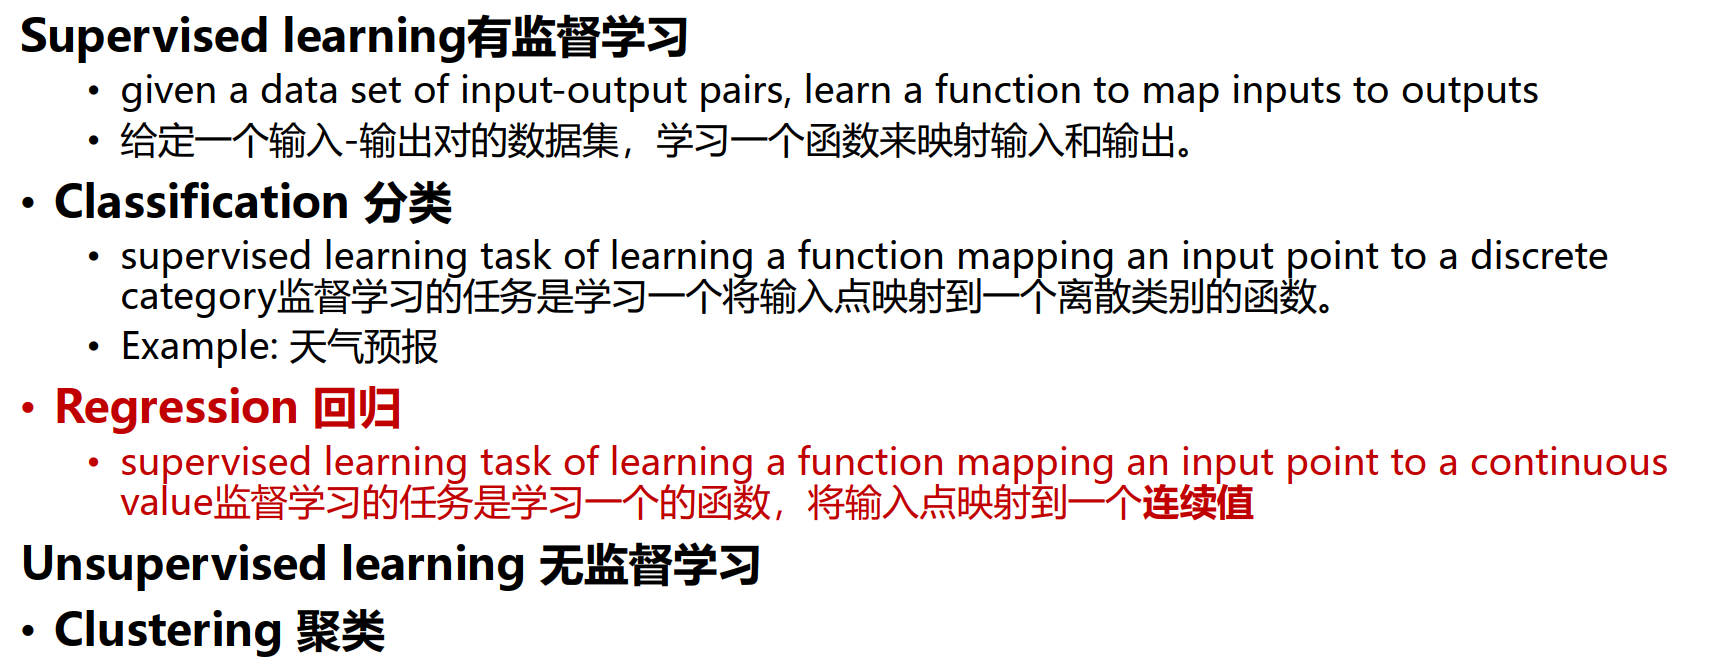 Supervised learning有监督学习
• given a data set of input-output pairs, learn a function to map inputs to outputs
• 给定一个输入-输出对的数据集，学习一个函数来映射输入和输出。
• Classification 分类
• supervised learning task of learning a function mapping an input point to a discrete
category监督学习的任务是学习一个将输入点映射到一个离散类别的函数。
• Example: 天气预报
• Regression 回归
• supervised learning task of learning a function mapping an input point to a continuous
value监督学习的任务是学习一个的函数，将输入点映射到一个连续值
Unsupervised learning 无监督学习
• Clustering 聚类